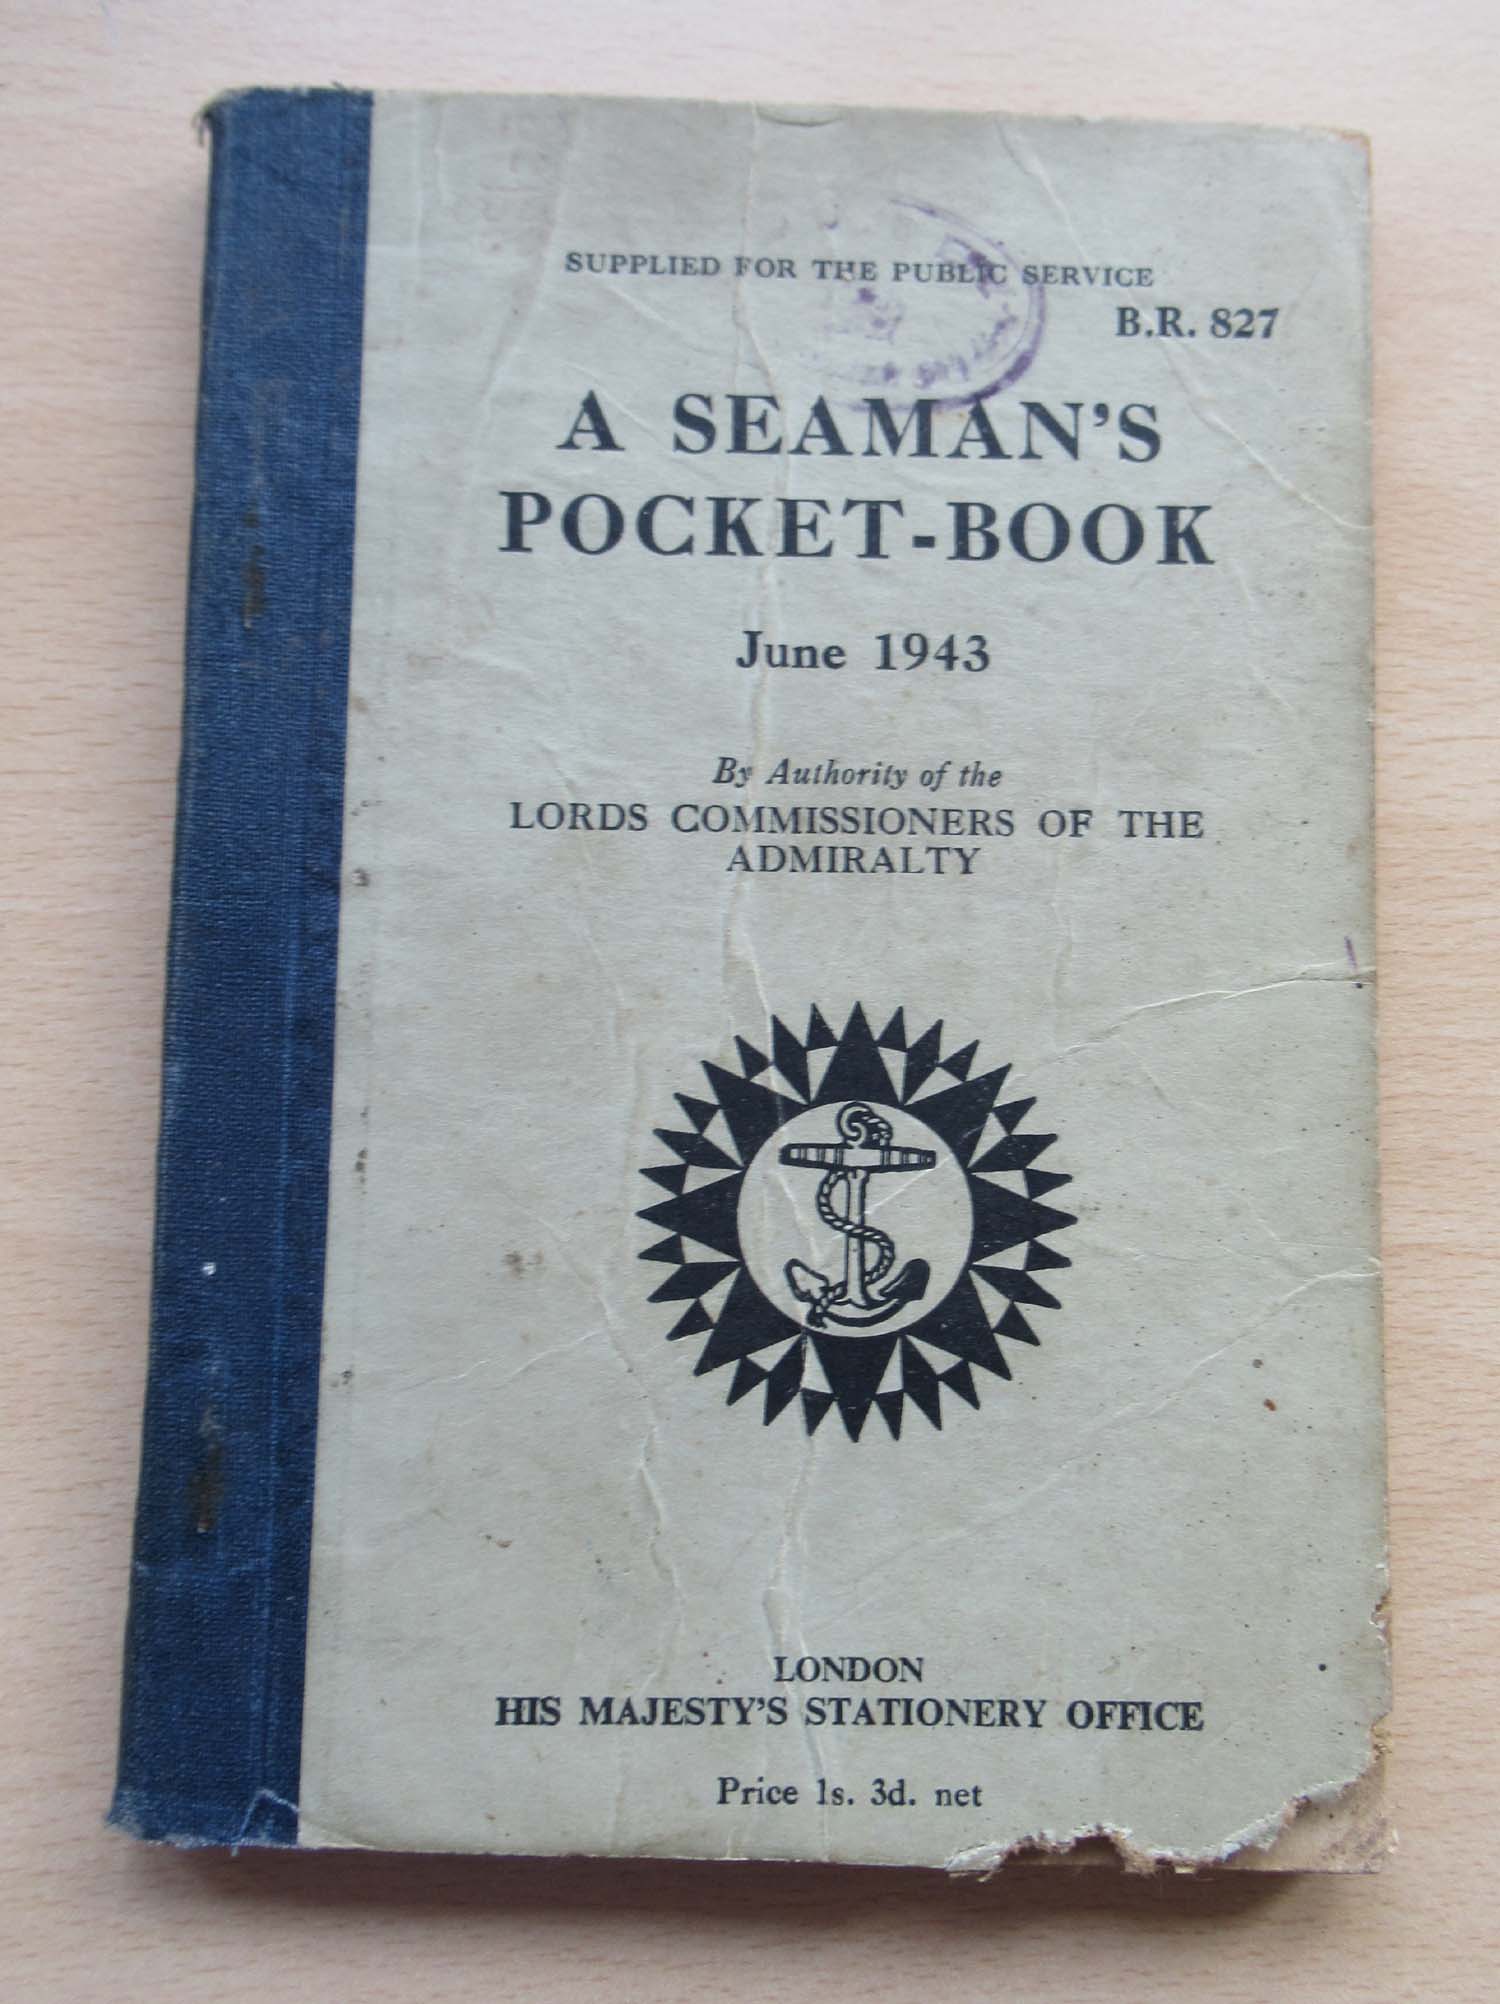 SUPPLIED FOR THE PUBLIC SERVICE
B.R. 827
A SEAMAN'S
POCKET-BOOK
June 1943
By Authority of the
LORDS COMMISSIONERS OF THE
ADMIRALTY
LONDON
HIS MAJESTY'S STATIONERY OFFICE
Price 1s. 3d. net